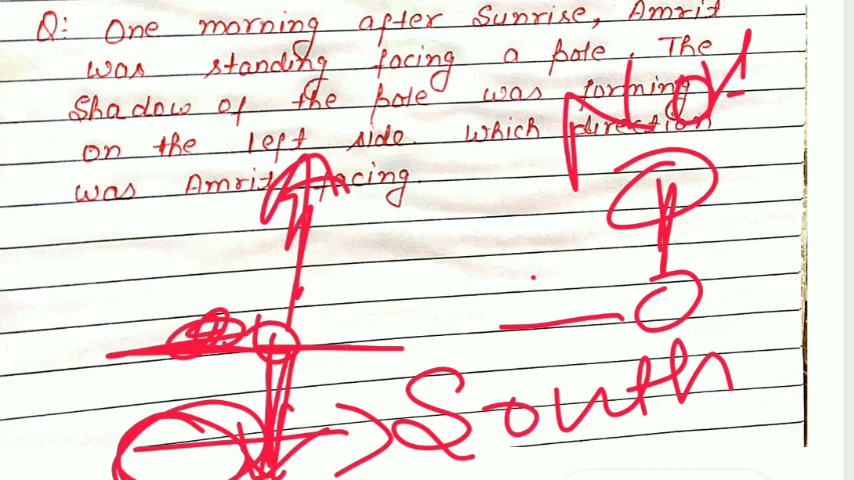 Q: One morning after Sunrise, Amrit
was standing facing a pole. The
Shadow of the pole was forming
on the left side. which direction
was Amrit facing.
South